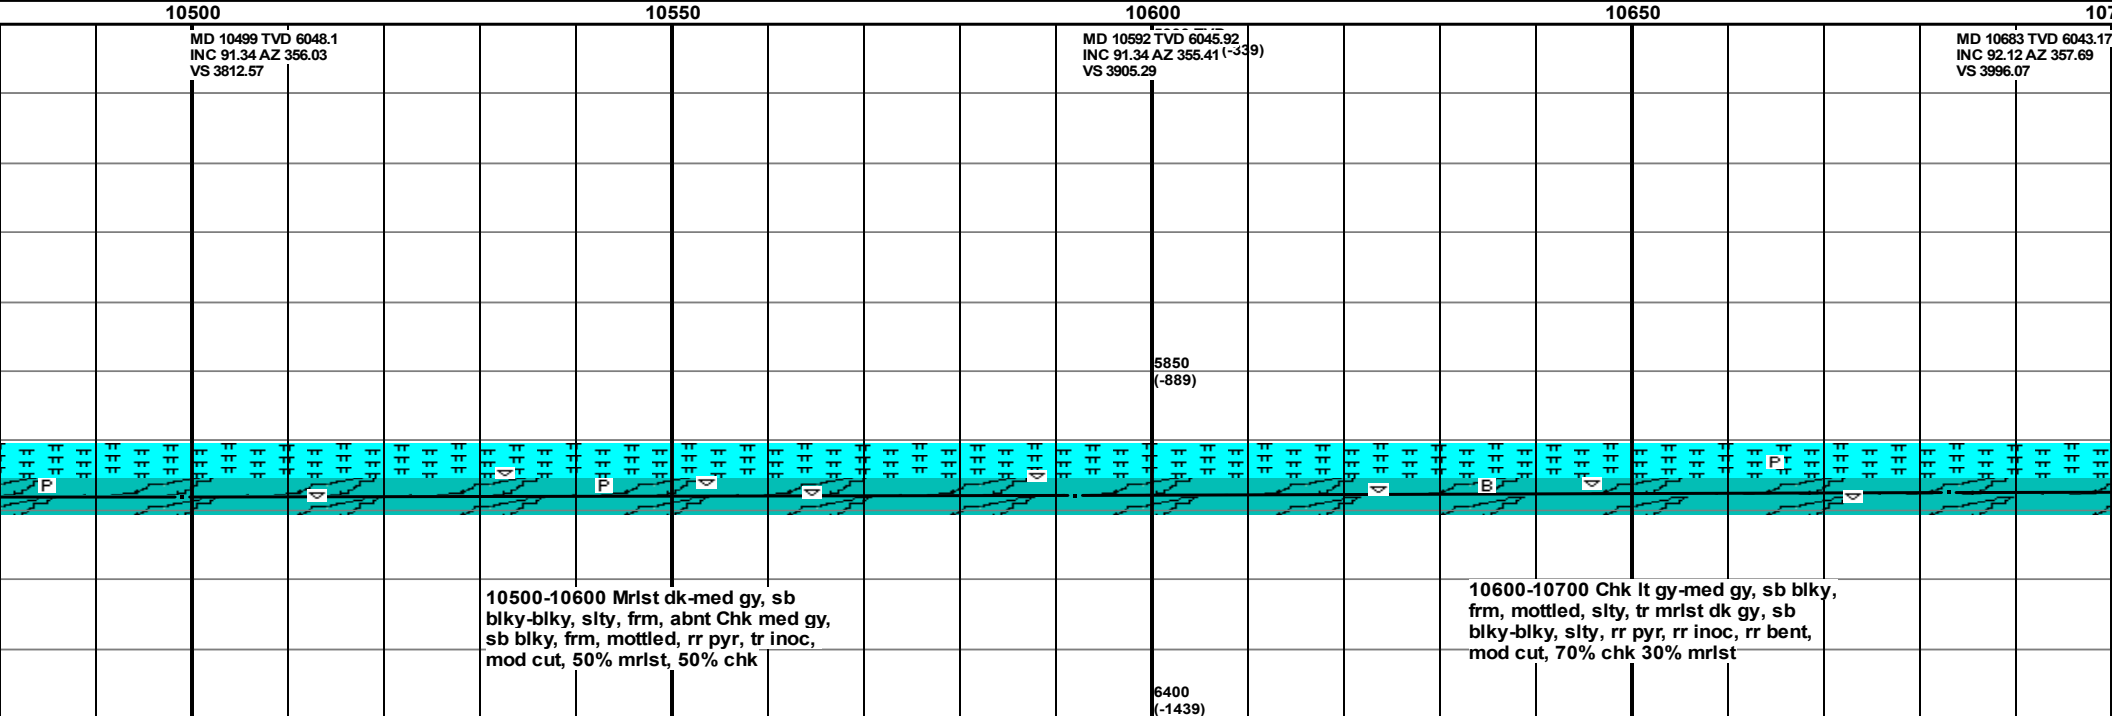 10500 10550 10600 10650
MD 10499 TVD 6048.1
INC 91.34 AZ 356.03
VS 3812.57
MD 10592 TVD 6045.92
INC 91.34 AZ 355.41 (-339)
VS 3905.29
MD 10683 TVD 6043.17
INC 92.12 AZ 357.69
VS 3996.07
5850
(-889)
P
P
B
P
10500-10600 Mrlst dk-med gy, sb
blky-blky, slty, frm, abnt Chk med gy,
sb blky, frm, mottled, rr pyr, tr inoc,
mod cut, 50% mrlst, 50% chk
10600-10700 Chk lt gy-med gy, sb blky,
frm, mottled, slty, tr mrlst dk gy, sb
blky-blky, slty, rr pyr, rr inoc, rr bent,
mod cut, 70% chk 30% mrlst
6400
(-1439)